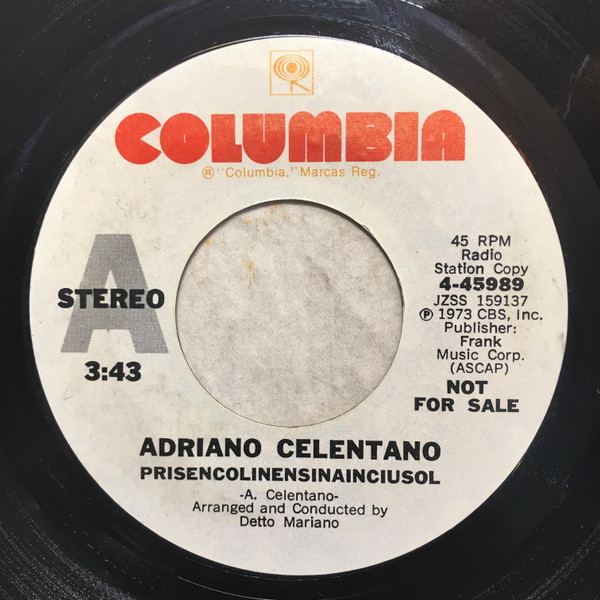 COLUMBIA
® "Columbia," Marcas Reg.
A
STEREO
3:43
45 RPM
Radio
Station Copy
4-45989
JZSS 159137
℗ 1973 CBS, Inc.
Publisher:
Frank
Music Corp.
(ASCAP)
NOT
FOR SALE
ADRIANO CELENTANO
PRISENCOLINENSINAINCIUSOL
-A. Celentano-
Arranged and Conducted by
Detto Mariano